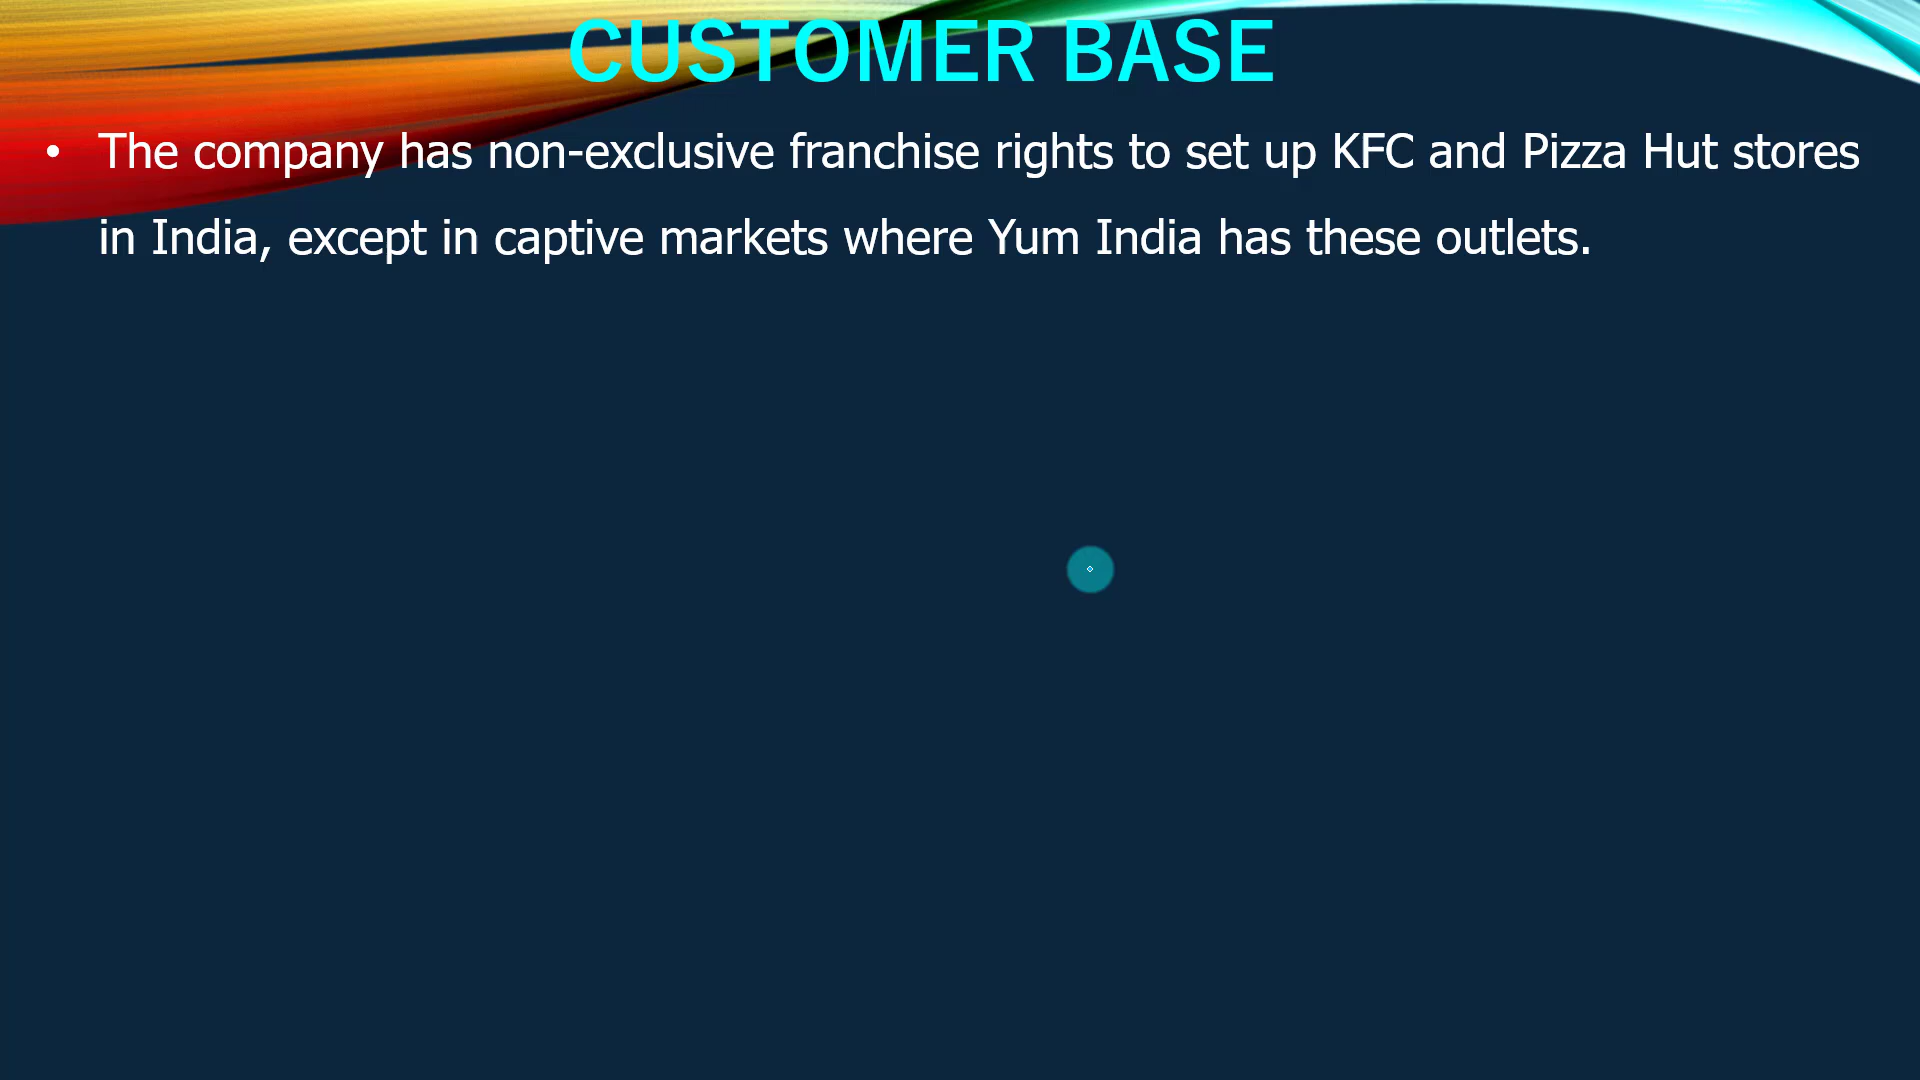 CUSTOMER BASE
• The company has non-exclusive franchise rights to set up KFC and Pizza Hut stores
in India, except in captive markets where Yum India has these outlets.